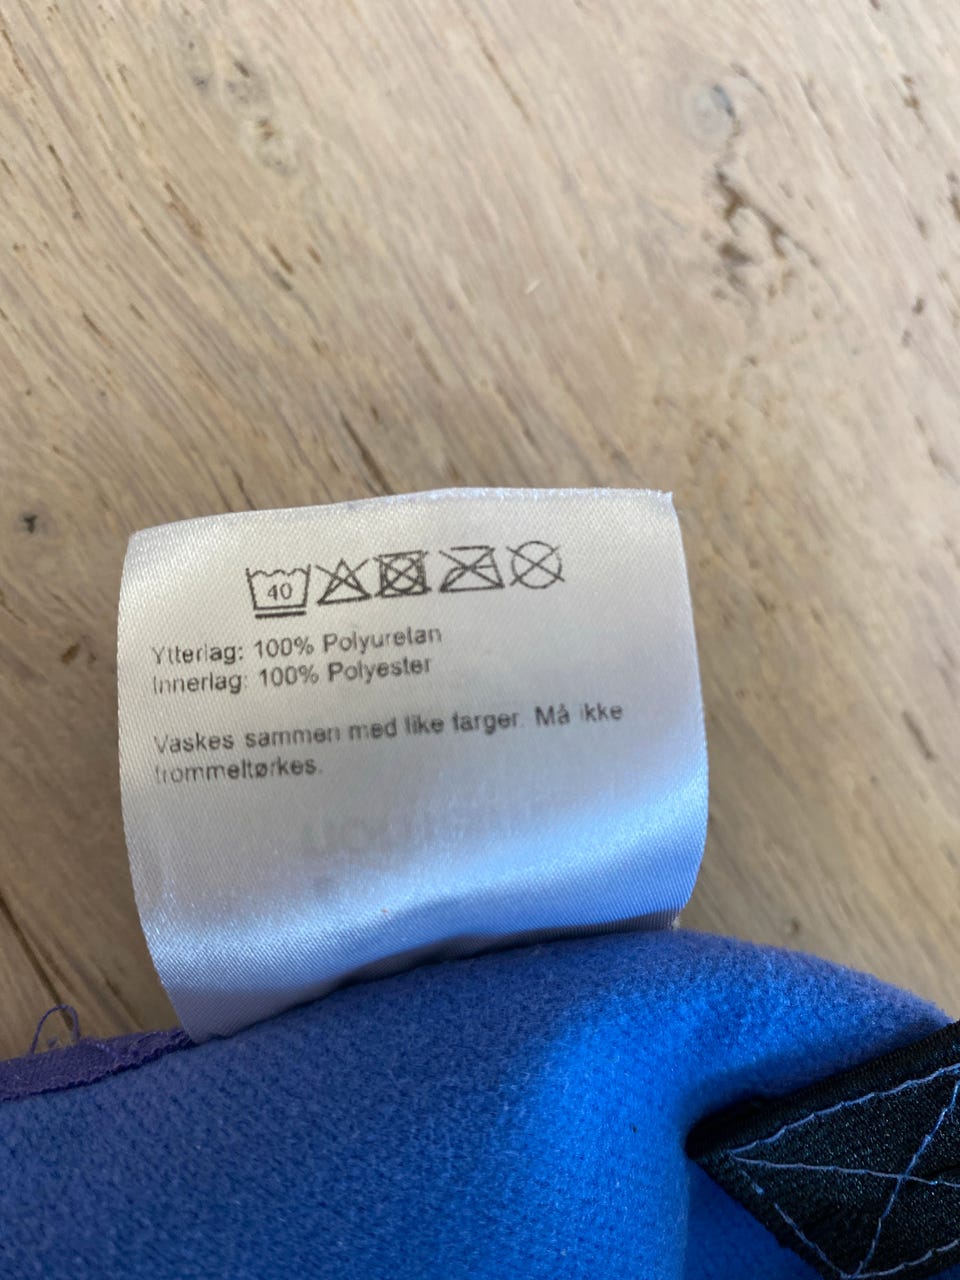 40
Ytterlag: 100% Polyuretan
Innerlag: 100% Polyester
Vaskes sammen med like farger. Må ikke
trommeltørkes.